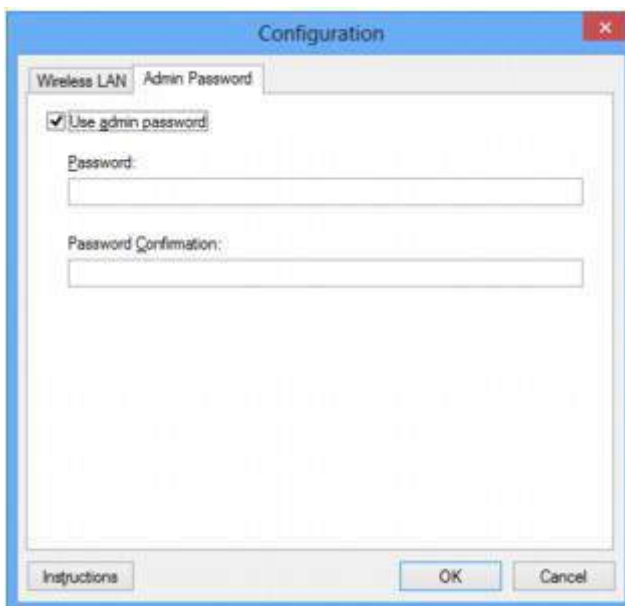 Configuration
Wireless LAN
Admin Password
Use admin password
Password:
Password Confirmation:
Instructions
OK
Cancel